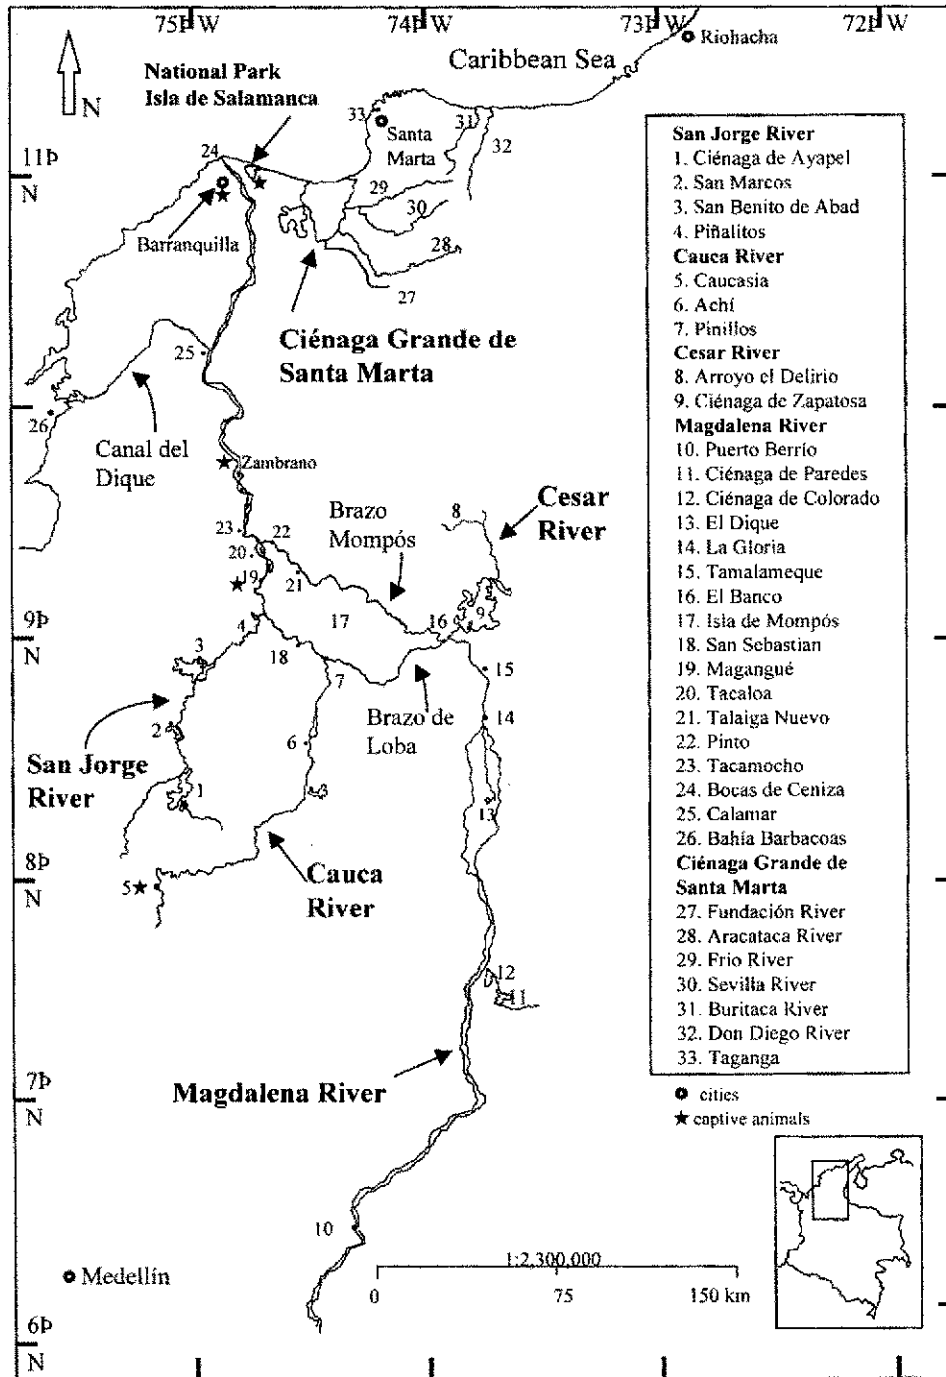 75Þ W
74Þ W
73Þ W
72Þ W
Riohacha
Caribbean Sea
National Park
Isla de Salamanca
N
33
Santa
Marta
31
32
24
11Þ
N
29
30
Barranquilla
28
27
Ciénaga Grande de
Santa Marta
25
26
Canal del
Dique
Zambrano
Cesar
River
8
Brazo
Mompós
23
22
20
21
19
17
16
9
9Þ
N
4
3
18
7
15
Brazo de
Loba
14
2
6
San Jorge
River
1
3
13
8Þ
N
5
Cauca
River
12
11
Magdalena River
7Þ
N
10
Medellín
6Þ
N
San Jorge River
1. Ciénaga de Ayapel
2. San Marcos
3. San Benito de Abad
4. Piñalitos
Cauca River
5. Caucasia
6. Achí
7. Pinillos
Cesar River
8. Arroyo el Delirio
9. Ciénaga de Zapatosa
Magdalena River
10. Puerto Berrío
11. Ciénaga de Paredes
12. Ciénaga de Colorado
13. El Dique
14. La Gloria
15. Tamalameque
16. El Banco
17. Isla de Mompós
18. San Sebastian
19. Magangué
20. Tacaloa
21. Talaiga Nuevo
22. Pinto
23. Tacamocho
24. Bocas de Ceniza
25. Calamar
26. Bahía Barbacoas
Ciénaga Grande de
Santa Marta
27. Fundación River
28. Aracataca River
29. Frio River
30. Sevilla River
31. Buritaca River
32. Don Diego River
33. Taganga
cities
captive animals
1:2,300,000
0 75 150 km